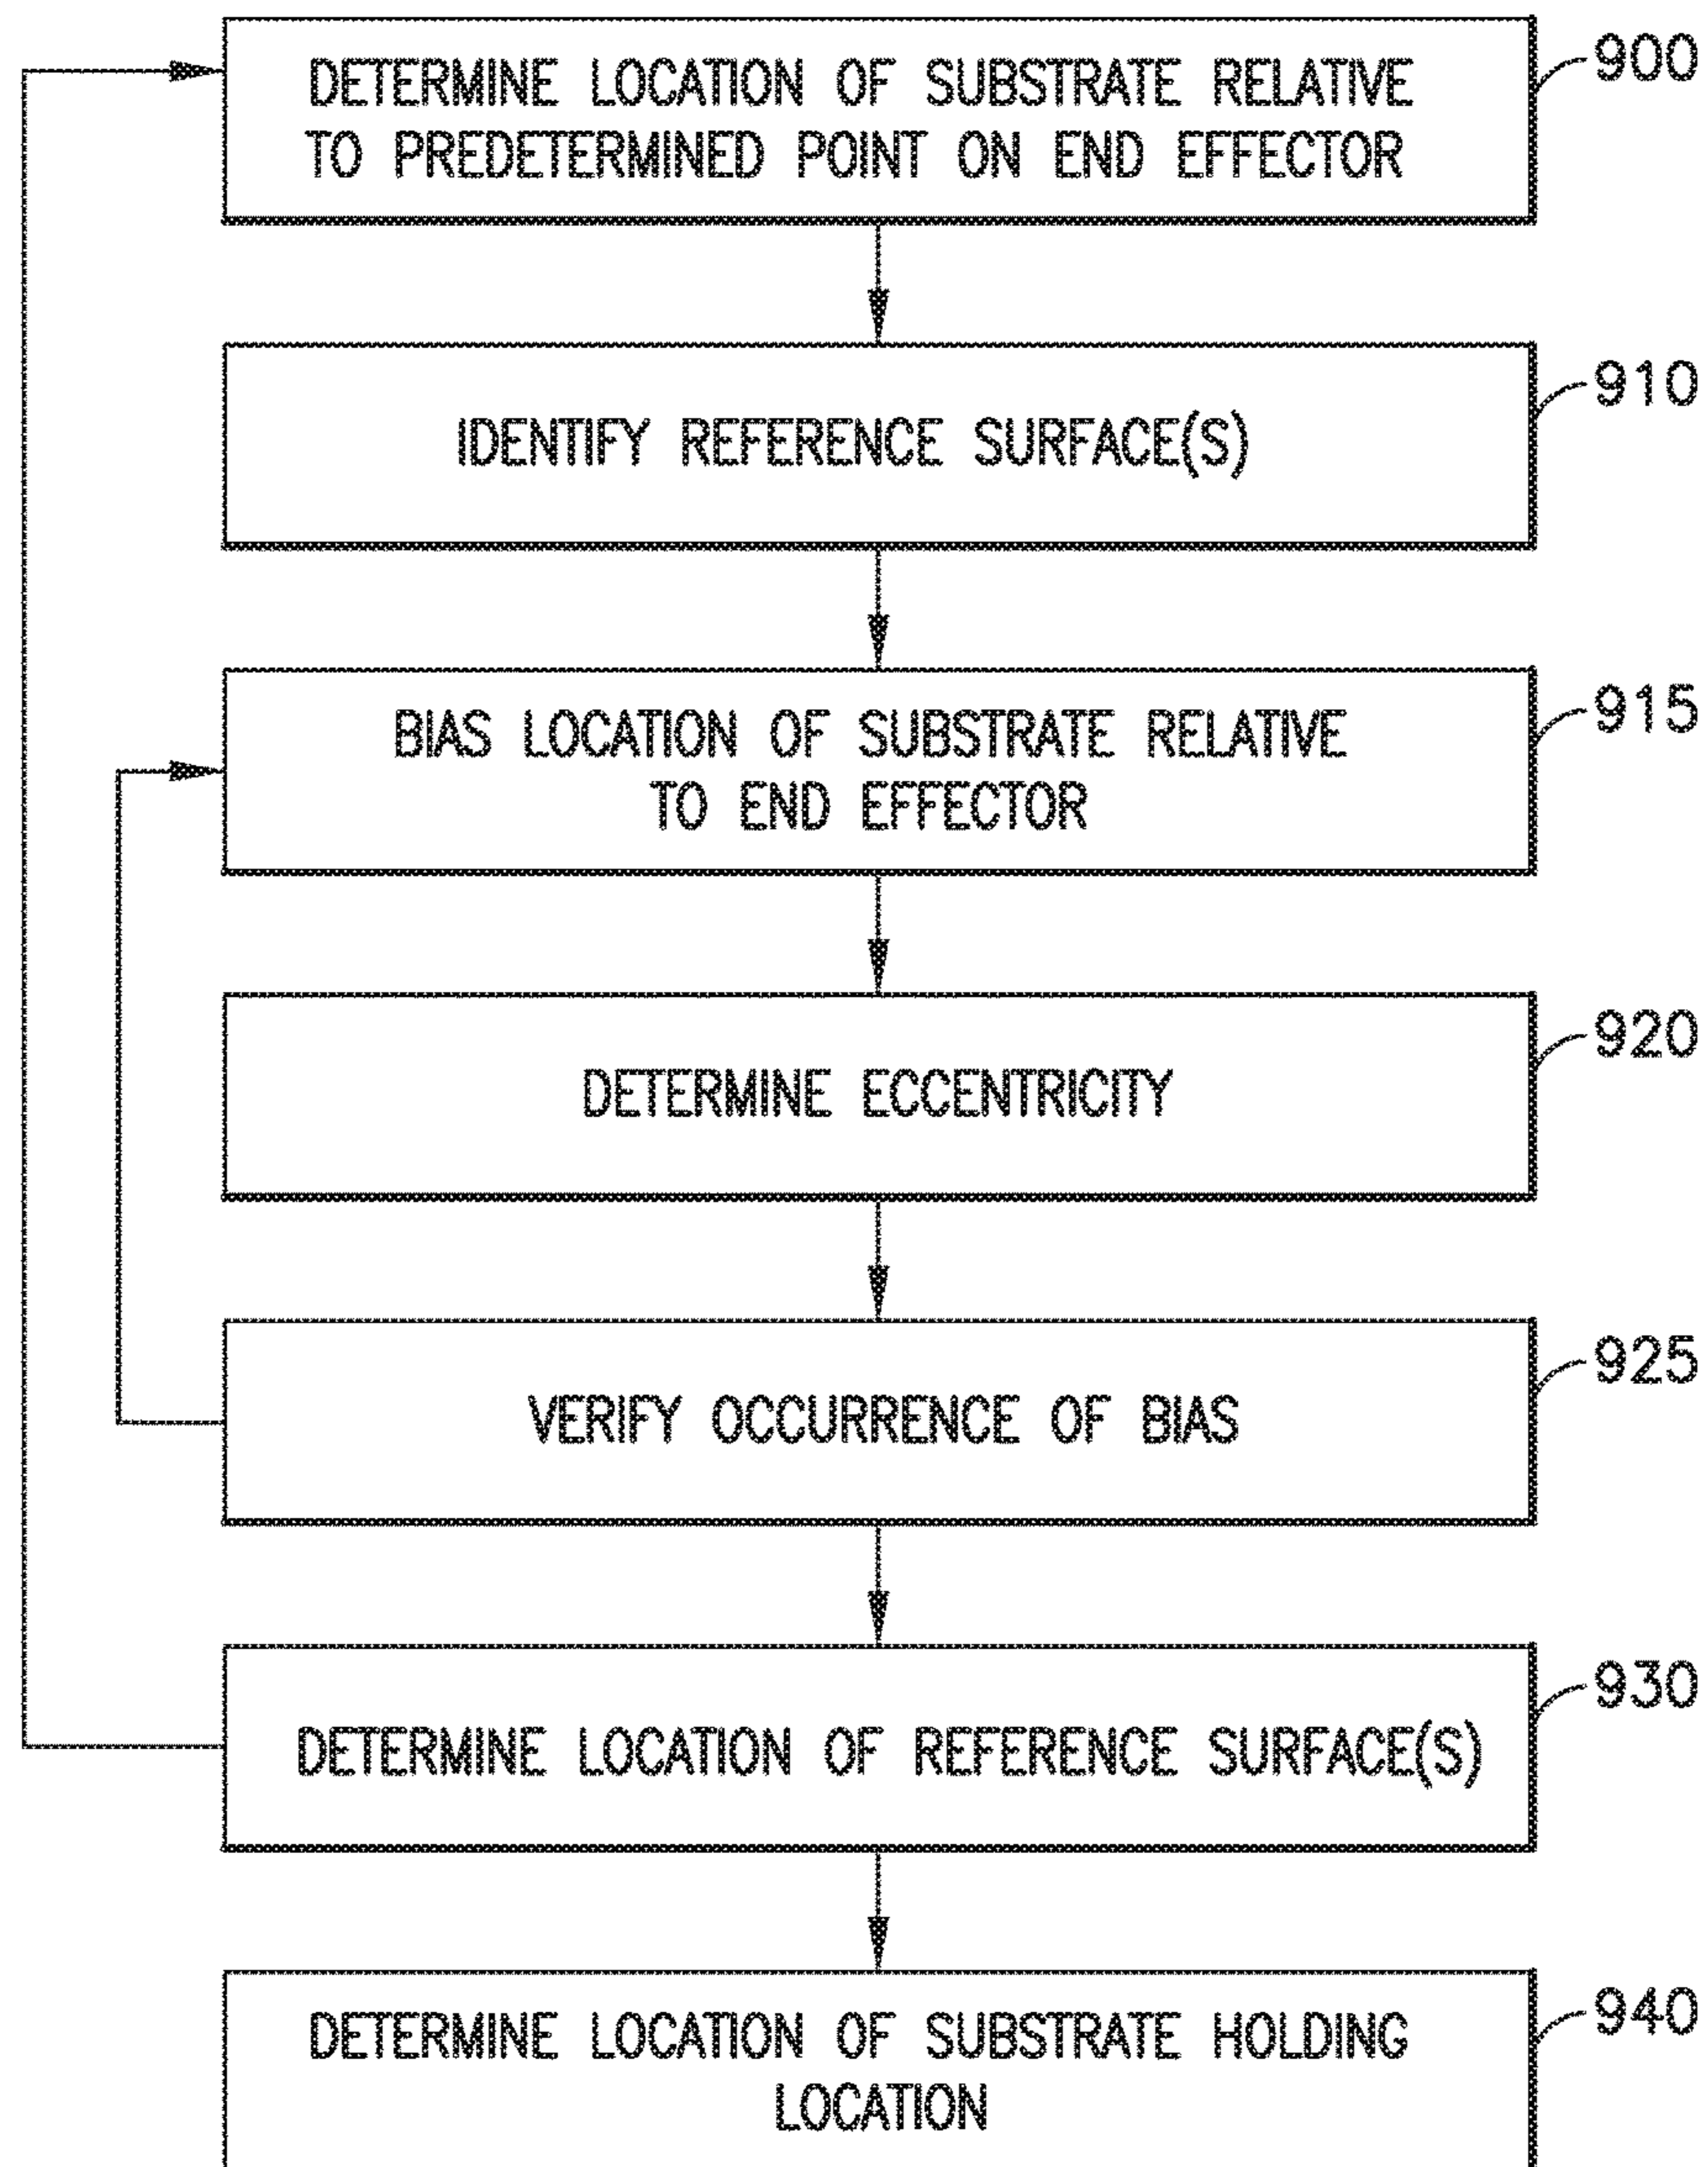 DETERMINE LOCATION OF SUBSTRATE RELATIVE
TO PREDETERMINED POINT ON END EFFECTOR
900
IDENTIFY REFERENCE SURFACE(S)
910
BIAS LOCATION OF SUBSTRATE RELATIVE
TO END EFFECTOR
915
DETERMINE ECCENTRICITY
920
VERIFY OCCURRENCE OF BIAS
925
DETERMINE LOCATION OF REFERENCE SURFACE(S)
930
DETERMINE LOCATION OF SUBSTRATE HOLDING
LOCATION
940